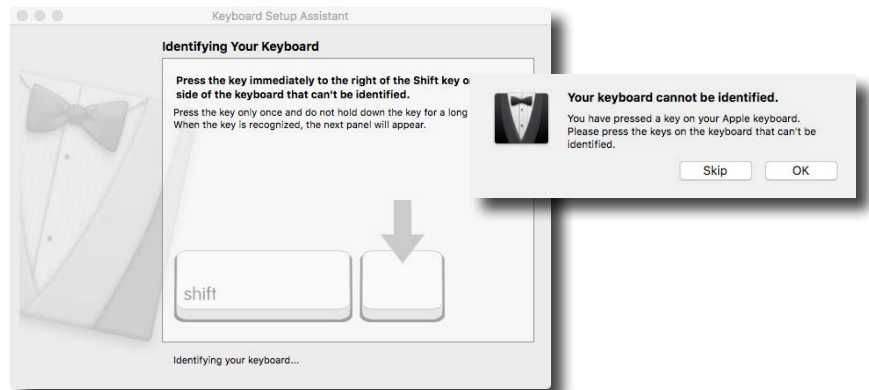 Keyboard Setup Assistant
Identifying Your Keyboard
Press the key immediately to the right of the Shift key
side of the keyboard that can't be identified.
Press the key only once and do not hold down the key for a long
When the key is recognized, the next panel will appear.
shift
Identifying your keyboard...
Your keyboard cannot be identified.
You have pressed a key on your Apple keyboard.
Please press the keys on the keyboard that can't be
identified.
Skip
OK